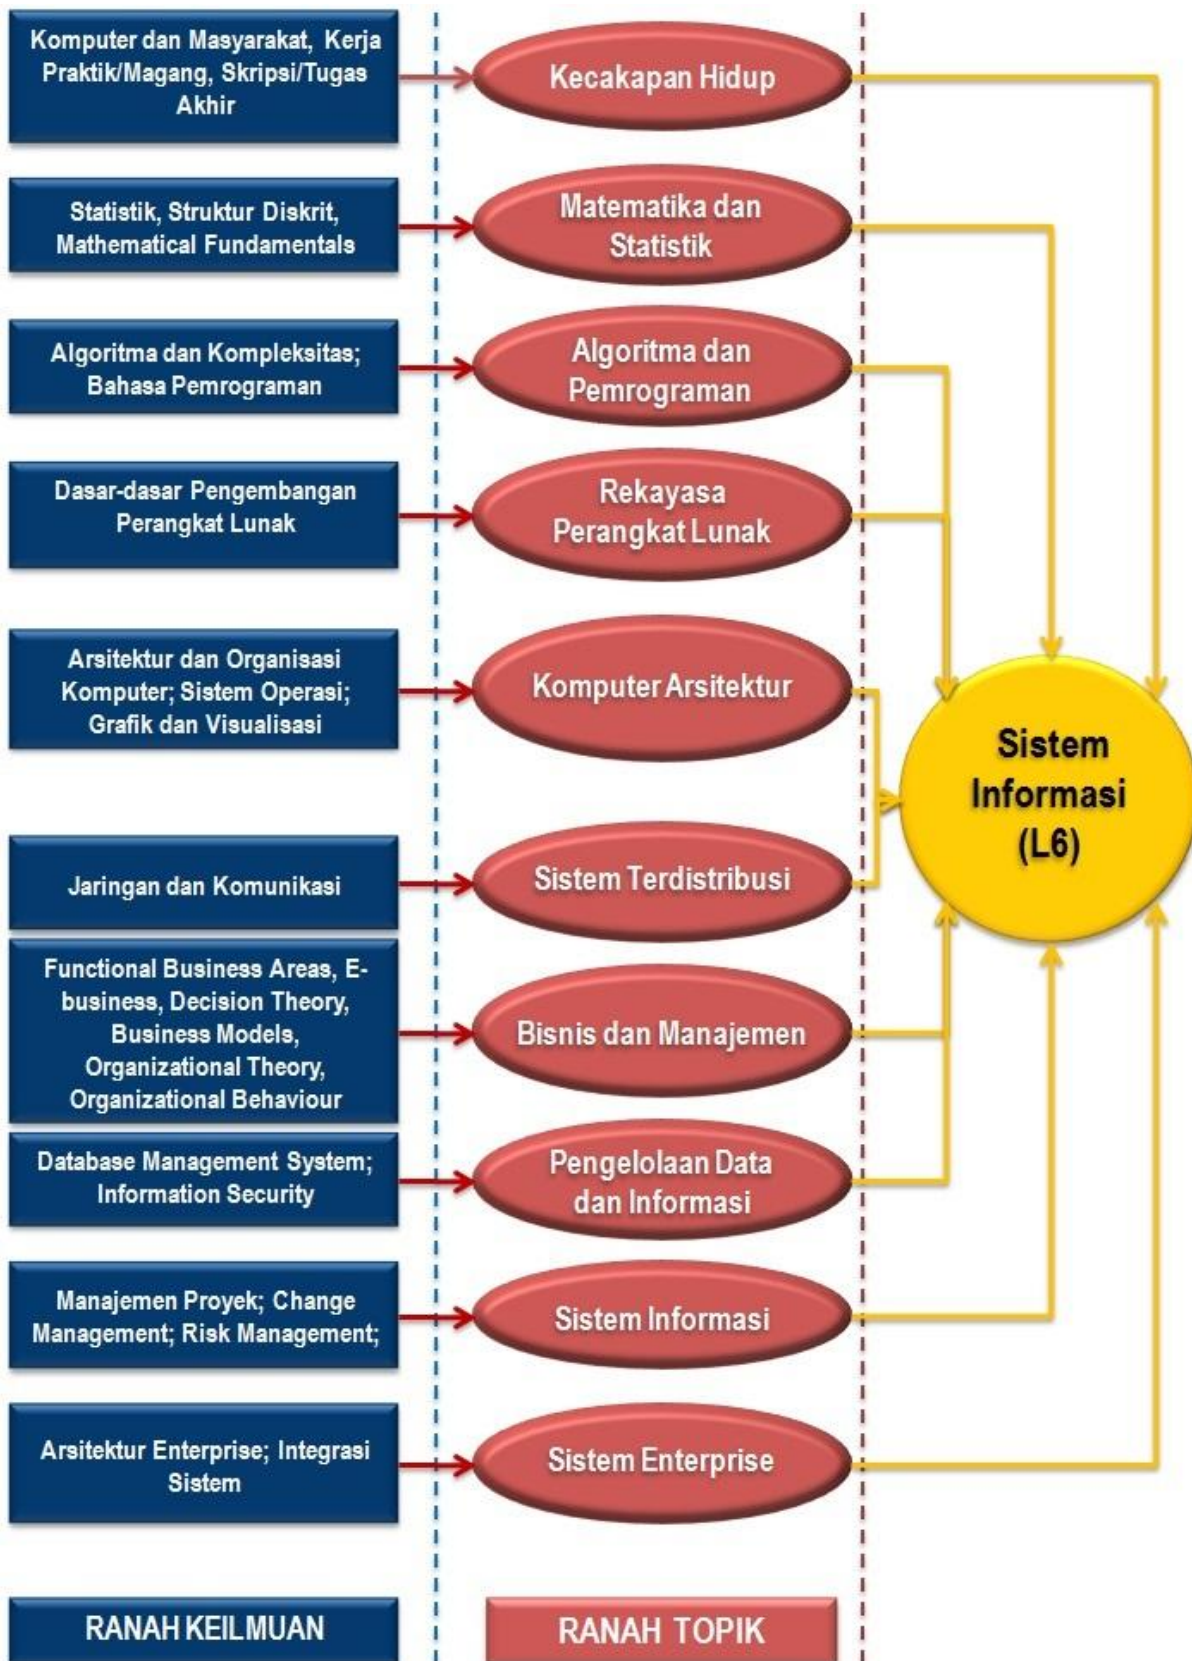 Komputer dan Masyarakat, Kerja
Praktik/Magang, Skripsi/Tugas
Akhir
Kecakapan Hidup
Statistik, Struktur Diskrit,
Mathematical Fundamentals
Matematika dan
Statistik
Algoritma dan Kompleksitas;
Bahasa Pemrograman
Algoritma dan
Pemrograman
Dasar-dasar Pengembangan
Perangkat Lunak
Rekayasa
Perangkat Lunak
Arsitektur dan Organisasi
Komputer; Sistem Operasi;
Grafik dan Visualisasi
Komputer Arsitektur
Jaringan dan Komunikasi
Sistem Terdistribusi
Functional Business Areas, E-
business, Decision Theory,
Business Models,
Organizational Theory,
Organizational Behaviour
Bisnis dan Manajemen
Database Management System;
Information Security
Pengelolaan Data
dan Informasi
Manajemen Proyek; Change
Management; Risk Management;
Sistem Informasi
Arsitektur Enterprise; Integrasi
Sistem
Sistem Enterprise
Sistem
Informasi
(L6)
RANAH KEILMUAN
RANAH TOPIK